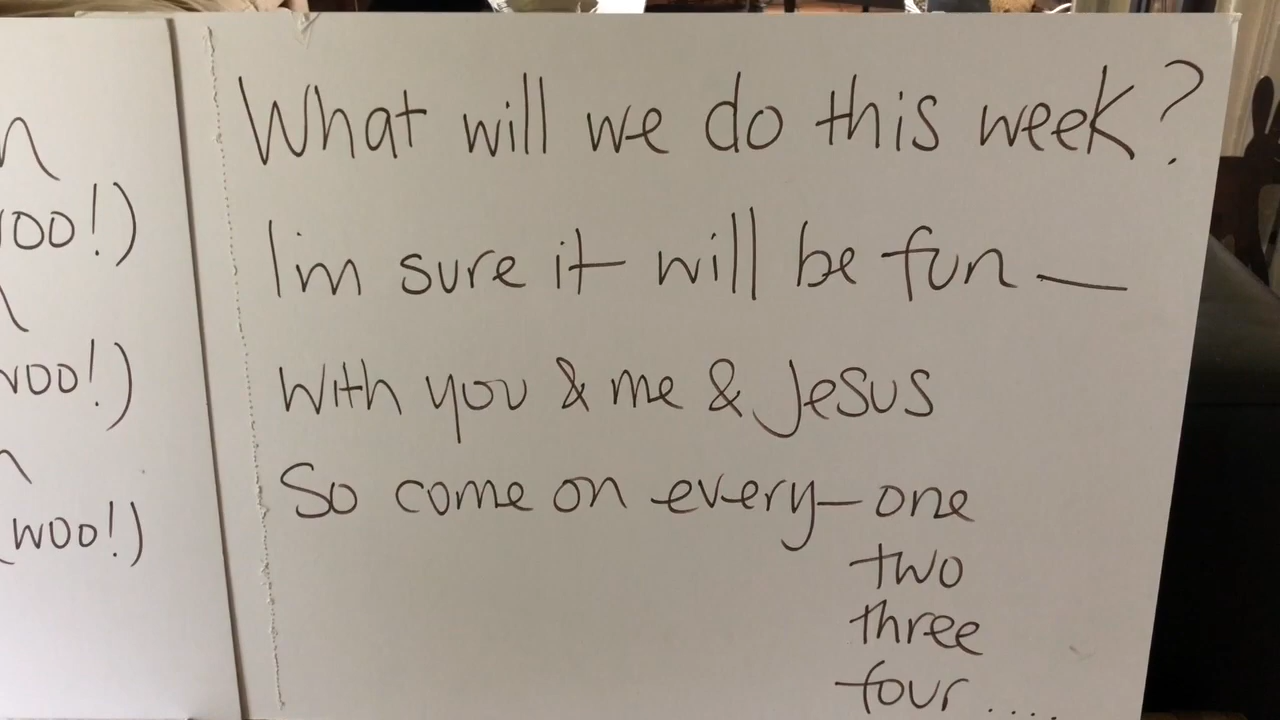 What will we do this week?
I'm sure it will be fun —
With you & me & Jesus
So come on every—one
two
three
four....
(woo!)